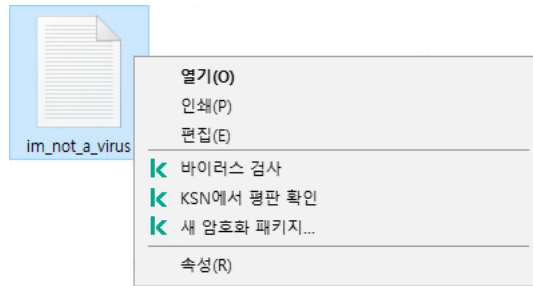 im_not_a_virus
열기(O)
인쇄(P)
편집(E)
바이러스 검사
KSN에서 평판 확인
새 암호화 패키지...
속성(R)